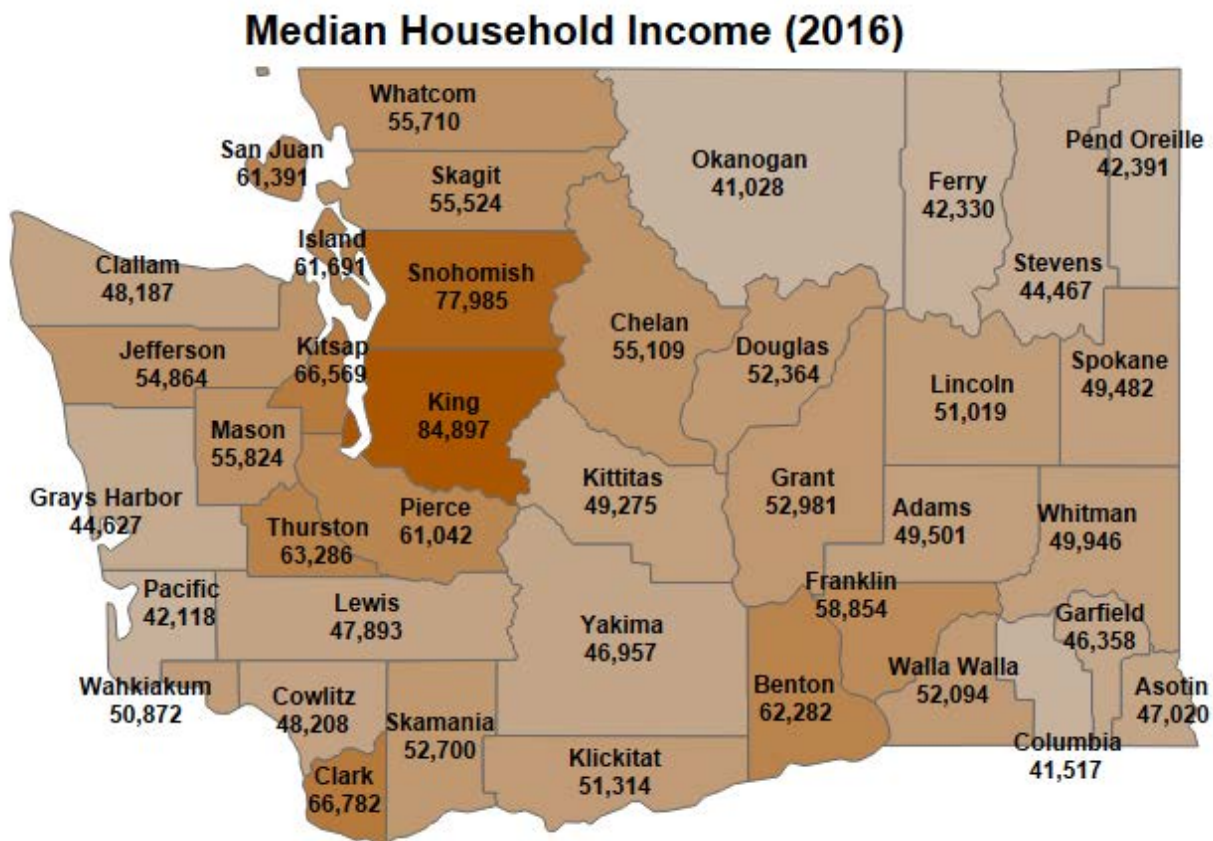 Median Household Income (2016)
Whatcom
55,710
San Juan
61,391
Skagit
55,524
Okanogan
41,028
Ferry
42,330
Pend Oreille
42,391
Island
61,691
Clallam
48,187
Snohomish
77,985
Stevens
44,467
Jefferson
54,864
Kitsap
66,569
Chelan
55,109
Douglas
52,364
Lincoln
51,019
Spokane
49,482
King
84,897
Mason
55,824
Grays Harbor
44,627
Thurston
63,286
Pierce
61,042
Kittitas
49,275
Grant
52,981
Adams
49,501
Whitman
49,946
Pacific
42,118
Lewis
47,893
Yakima
46,957
Franklin
58,854
Garfield
46,358
Wahkiakum
50,872
Cowlitz
48,208
Skamania
52,700
Benton
62,282
Walla Walla
52,094
Asotin
47,020
Columbia
41,517
Clark
66,782
Klickitat
51,314